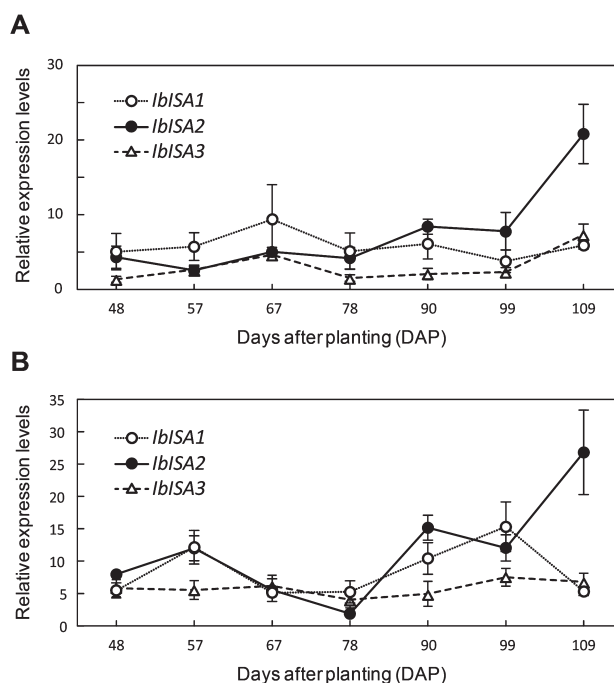 A
Relative expression levels
30
20
10
0
IbISA1
IbISA2
IbISA3
48 57 67 78 90 99 109
Days after planting (DAP)
B
Relative expression levels
35
30
25
20
15
10
5
0
IbISA1
IbISA2
IbISA3
48 57 67 78 90 99 109
Days after planting (DAP)